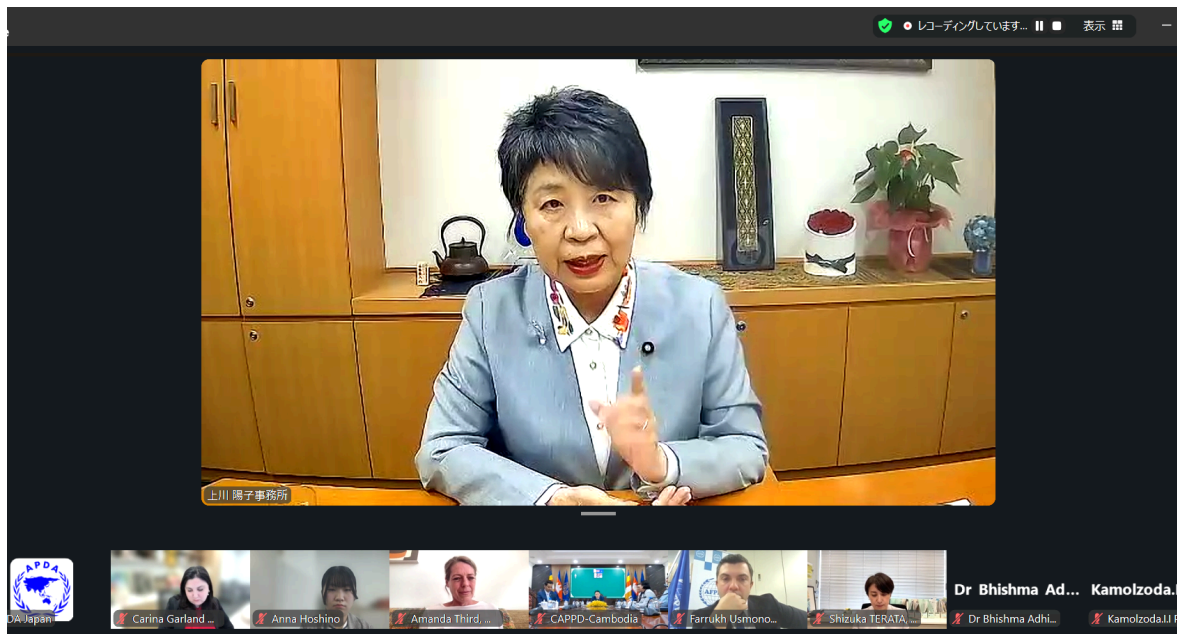 レコーディングしています...
表示
上川 陽子事務所
APDA
DA Japan
Carina Garland ...
Anna Hoshino
Amanda Third, ...
CAPPD-Cambodia
Farrukh Usmono...
Shizuka TERATA, ...
Dr Bhishma Ad...
Dr Bhishma Adhi...
Kamolzoda.I
Kamolzoda.I.I